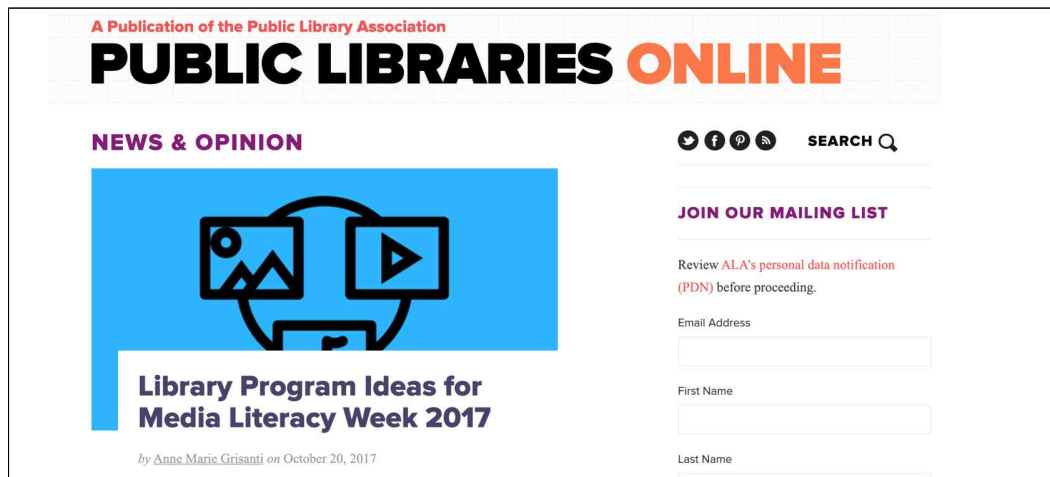 A Publication of the Public Library Association
PUBLIC LIBRARIES ONLINE
NEWS & OPINION
Library Program Ideas for
Media Literacy Week 2017
by Anne Marie Grisanti on October 20, 2017
SEARCH
JOIN OUR MAILING LIST
Review ALA's personal data notification
(PDN) before proceeding.
Email Address
First Name
Last Name